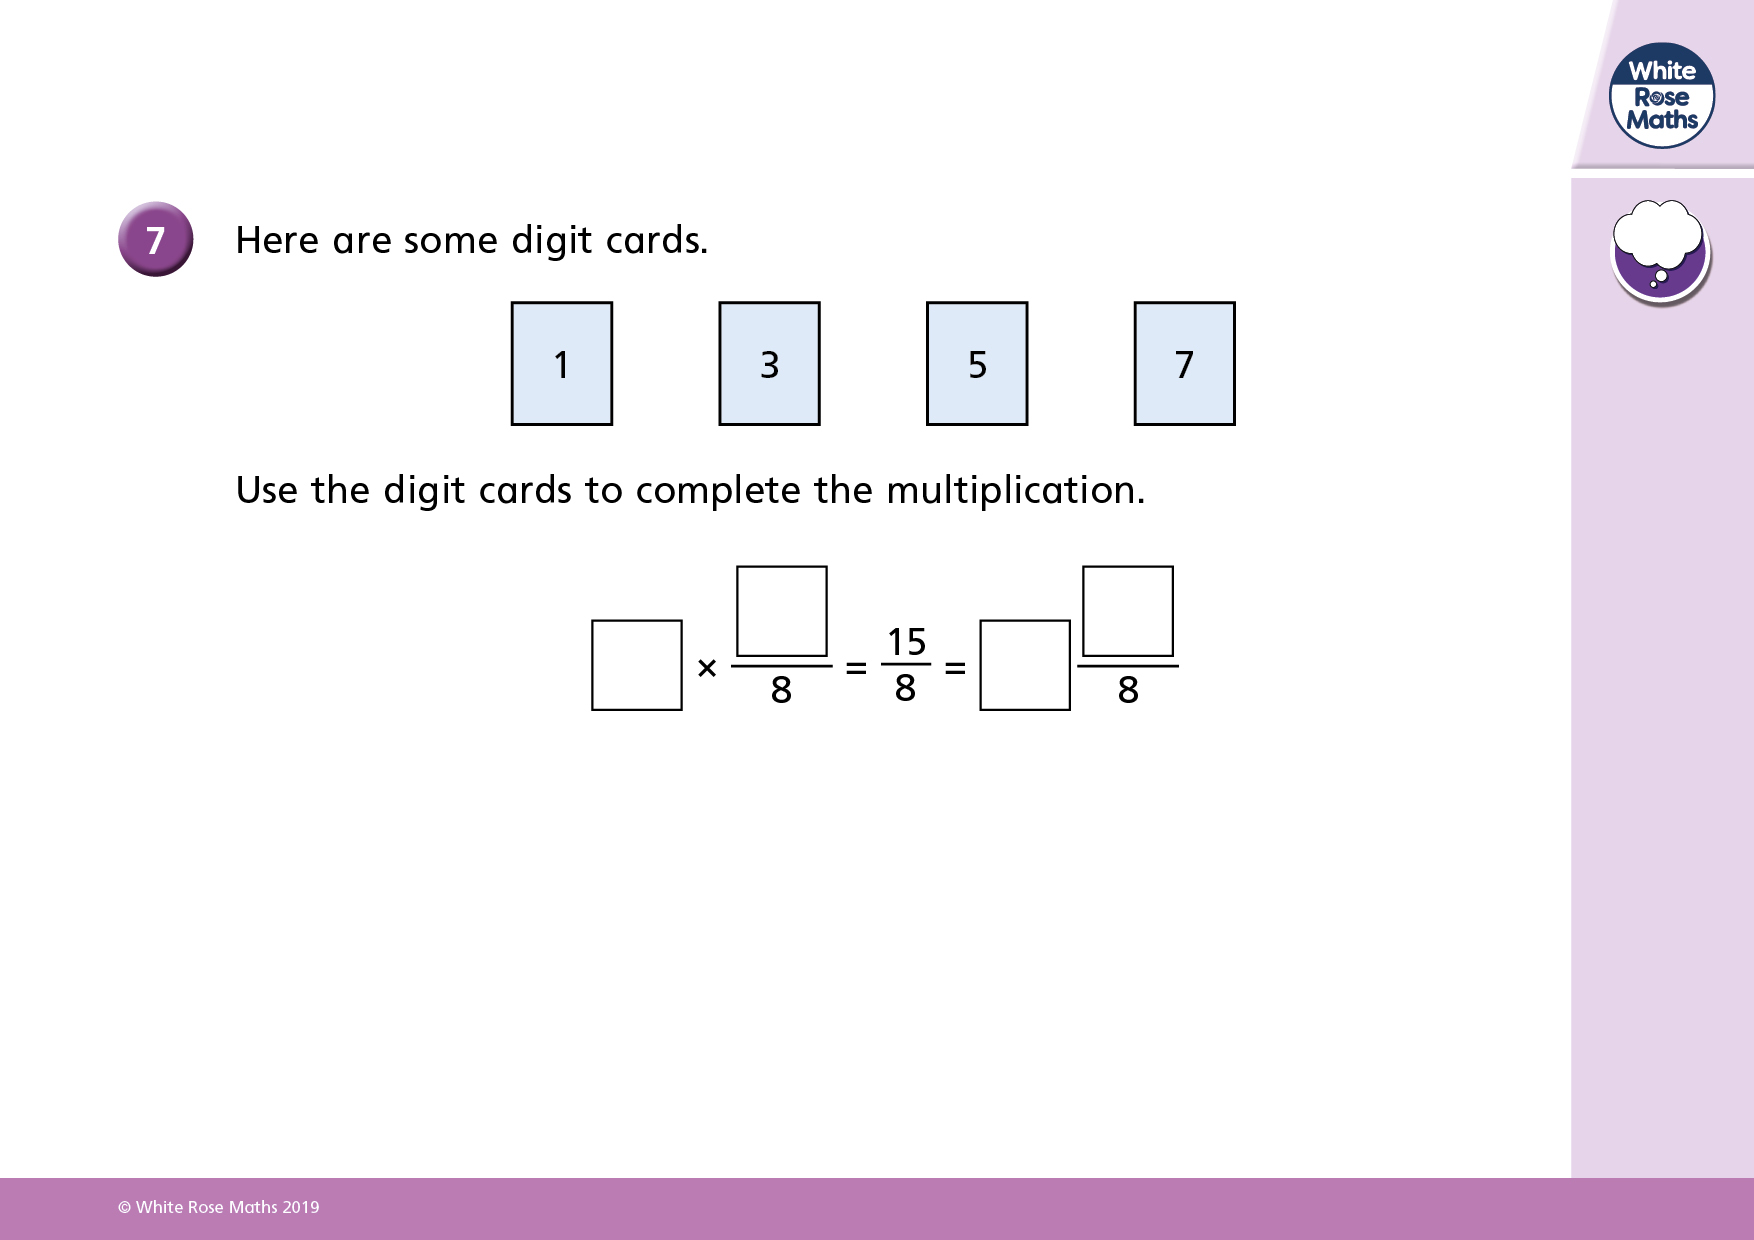 White
Rose
Maths
7 Here are some digit cards.
1 3 5 7
Use the digit cards to complete the multiplication.
× 8 = 15/8 = 8
© White Rose Maths 2019